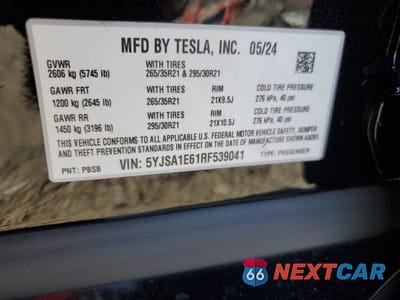 MFD BY TESLA, INC. 05/24
GVWR
2606 kg (5745 lb) WITH TIRES 265/35R21 & 295/30R21
GAWR FRT WITH TIRES RIM COLD TIRE PRESSURE
1200 kg (2645 lb) 265/35R21 21X9.5J 276 kPa, 40 psi
GAWR RR WITH TIRES RIM COLD TIRE PRESSURE
1450 kg (3196 lb) 295/30R21 21X10.5J 276 kPa, 40 psi
THIS VEHICLE CONFORMS TO ALL APPLICABLE U.S. FEDERAL MOTOR VEHICLE SAFETY, BUMPER
AND THEFT PREVENTION STANDARDS IN EFFECT ON THE DATE OF MANUFACTURE SHOWN ABOVE.
VIN: 5YJSA1E61RF539041
PNT: PBSB TYPE: PASSENGER
66 NEXTCAR